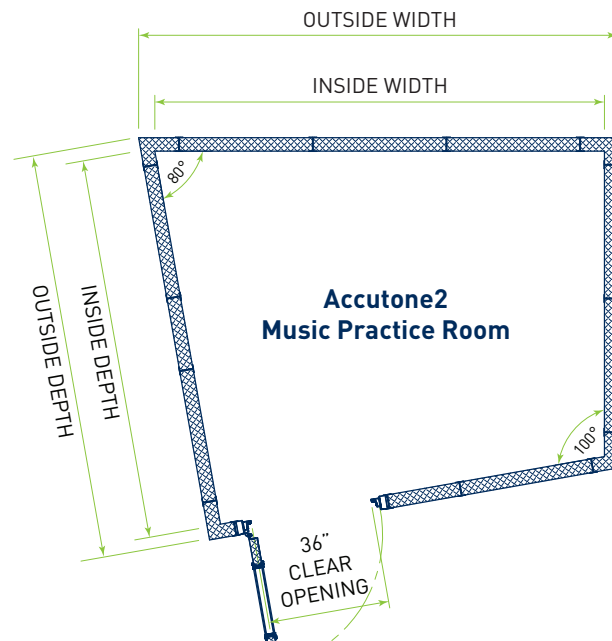 OUTSIDE WIDTH
INSIDE WIDTH
80°
OUTSIDE DEPTH
INSIDE DEPTH
Accutone2
Music Practice Room
100°
36”
CLEAR
OPENING